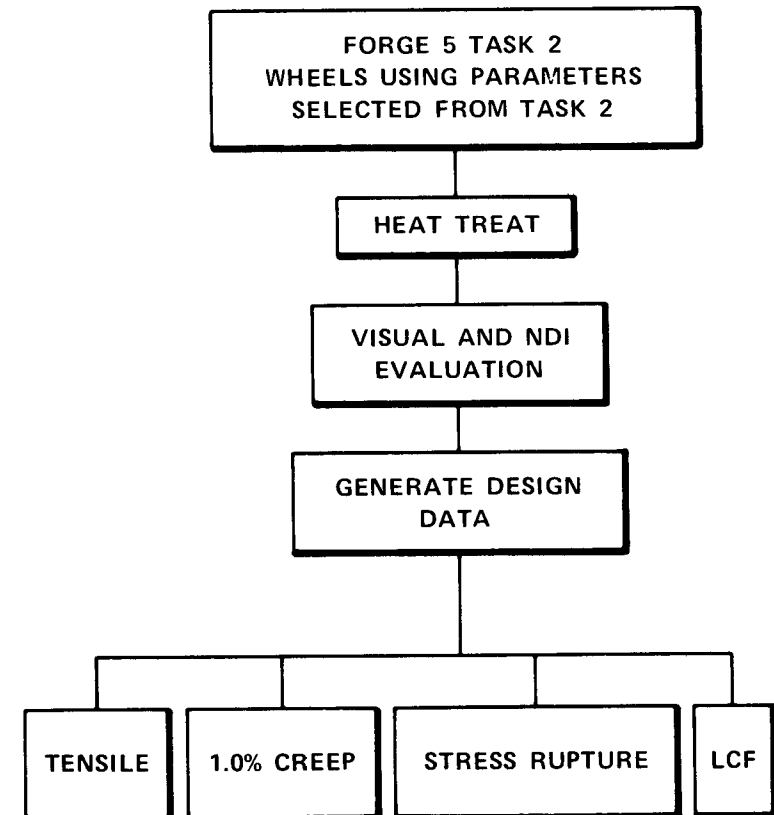 FORGE 5 TASK 2
WHEELS USING PARAMETERS
SELECTED FROM TASK 2
HEAT TREAT
VISUAL AND NDI
EVALUATION
GENERATE DESIGN
DATA
TENSILE
1.0% CREEP
STRESS RUPTURE
LCF